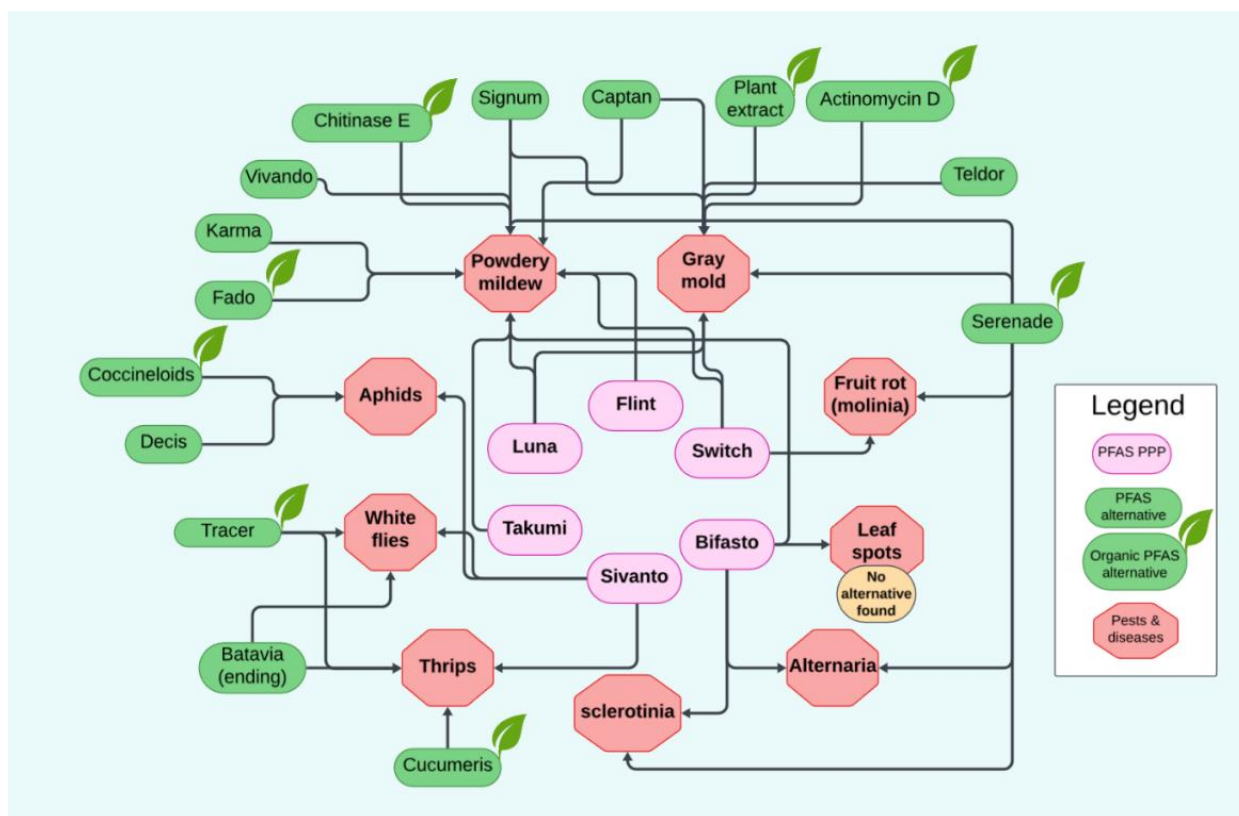 Chitinase E
Signum
Captan
Plant
extract
Actinomycin D
Vivando
Teldor
Karma
Powdery
mildew
Gray
mold
Fado
Serenade
Coccineloids
Aphids
Flint
Fruit rot
(molinia)
Decis
Luna
Switch
Legend
PFAS PPP
PFAS
alternative
Organic PFAS
alternative
Pests &
diseases
Tracer
White
flies
Takumi
Bifasto
Leaf
spots
No
alternative
found
Sivanto
Batavia
(ending)
Thrips
Alternaria
sclerotinia
Cucumeris